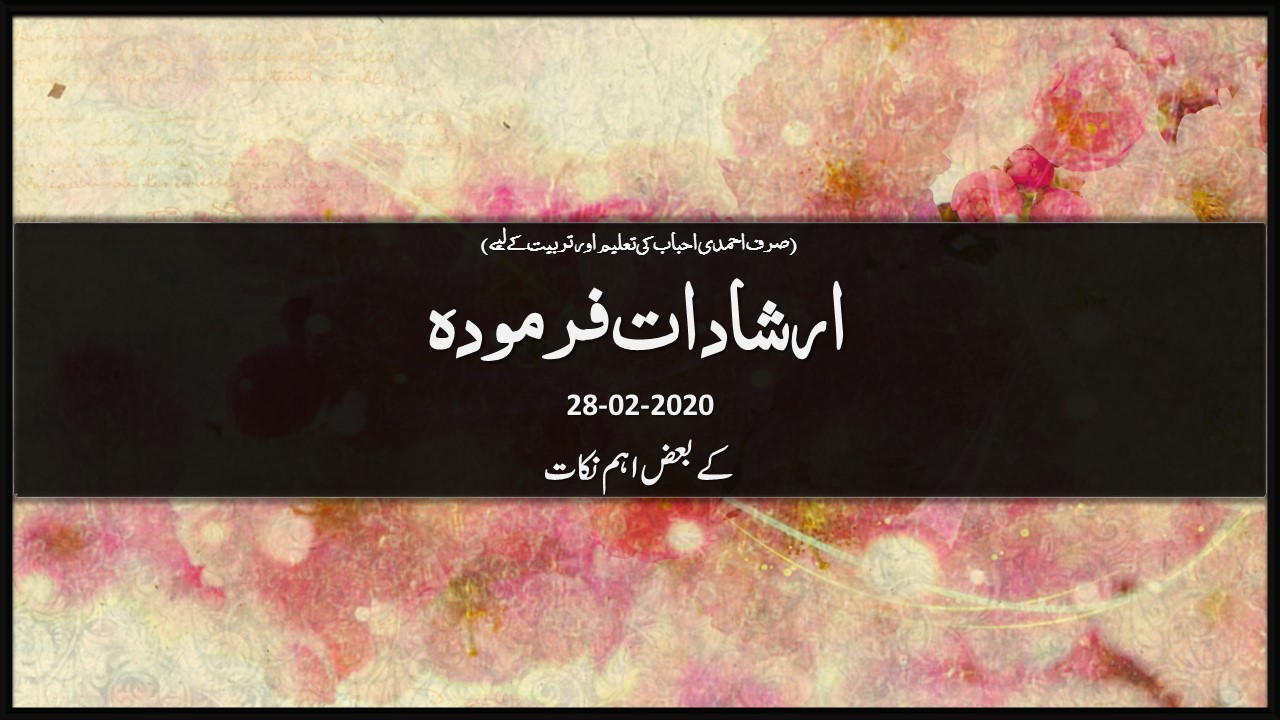 (صرف احمدی احباب کی تعلیم اور تربیت کے لیے)
ارشادات فرمودہ
28-02-2020
کے بعض اہم نکات